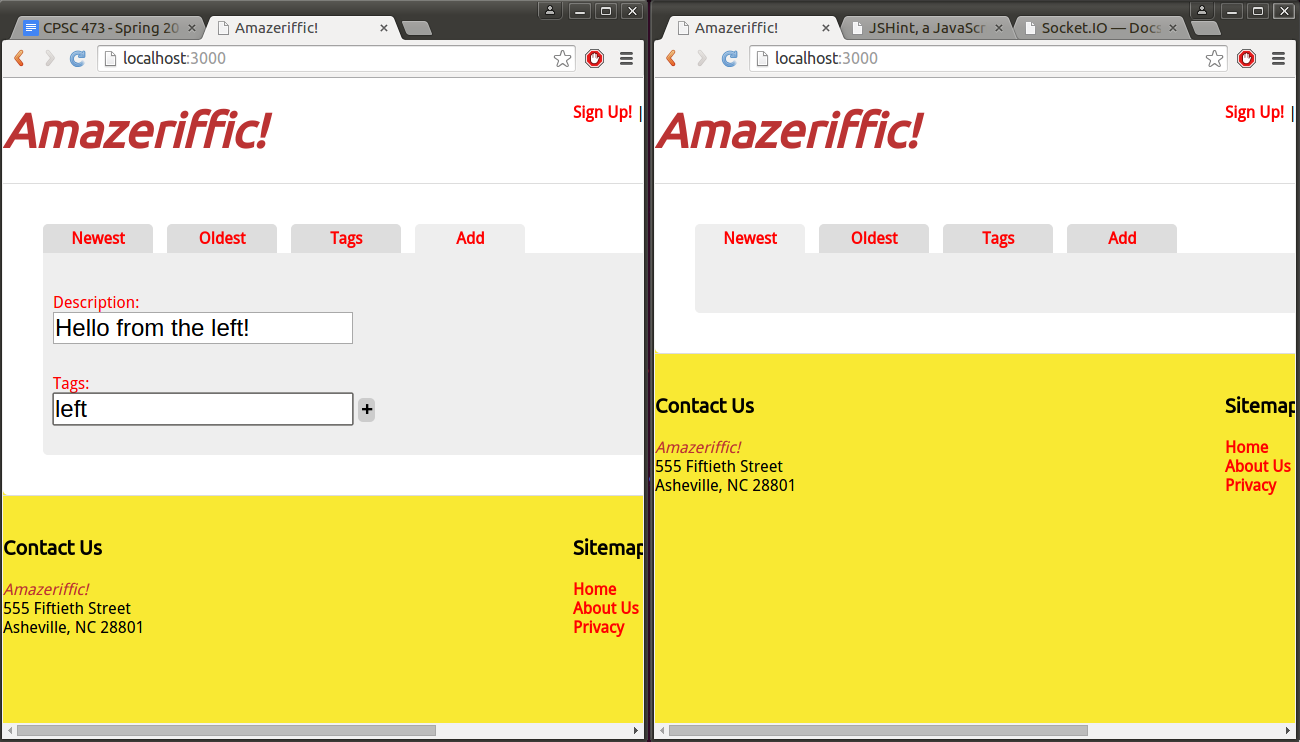 CPSC 473 - Spring 20
Amazeriffic!
localhost:3000
Amazeriffic!
Sign Up! |
Newest
Oldest
Tags
Add
Description:
Hello from the left!
Tags:
left
+
Contact Us
Amazeriffic!
555 Fiftieth Street
Asheville, NC 28801
Sitemap
Home
About Us
Privacy
Amazeriffic!
JSHint, a JavaScr
Socket.IO — Docs
localhost:3000
Amazeriffic!
Sign Up! |
Newest
Oldest
Tags
Add
Contact Us
Amazeriffic!
555 Fiftieth Street
Asheville, NC 28801
Sitemap
Home
About Us
Privacy